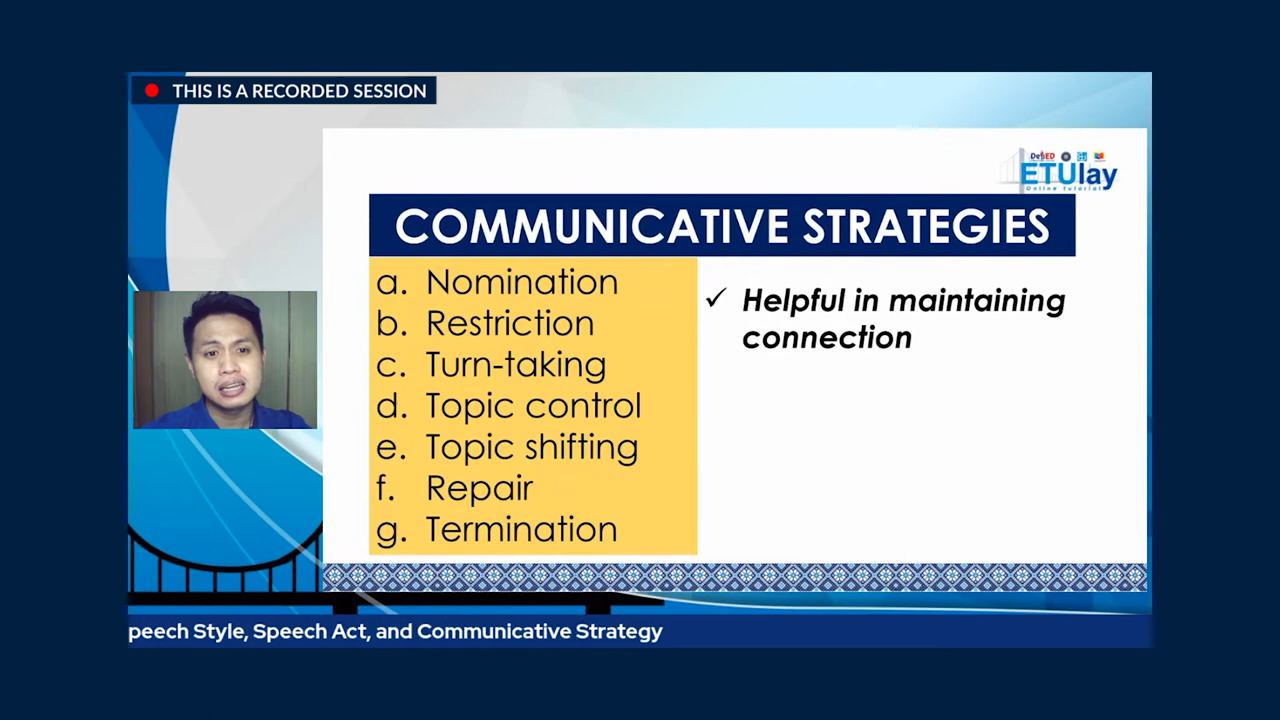 THIS IS A RECORDED SESSION
DepED
ETUlay
Online Tutorial
COMMUNICATIVE STRATEGIES
a. Nomination
b. Restriction
c. Turn-taking
d. Topic control
e. Topic shifting
f. Repair
g. Termination
✓ Helpful in maintaining
connection
peech Style, Speech Act, and Communicative Strategy